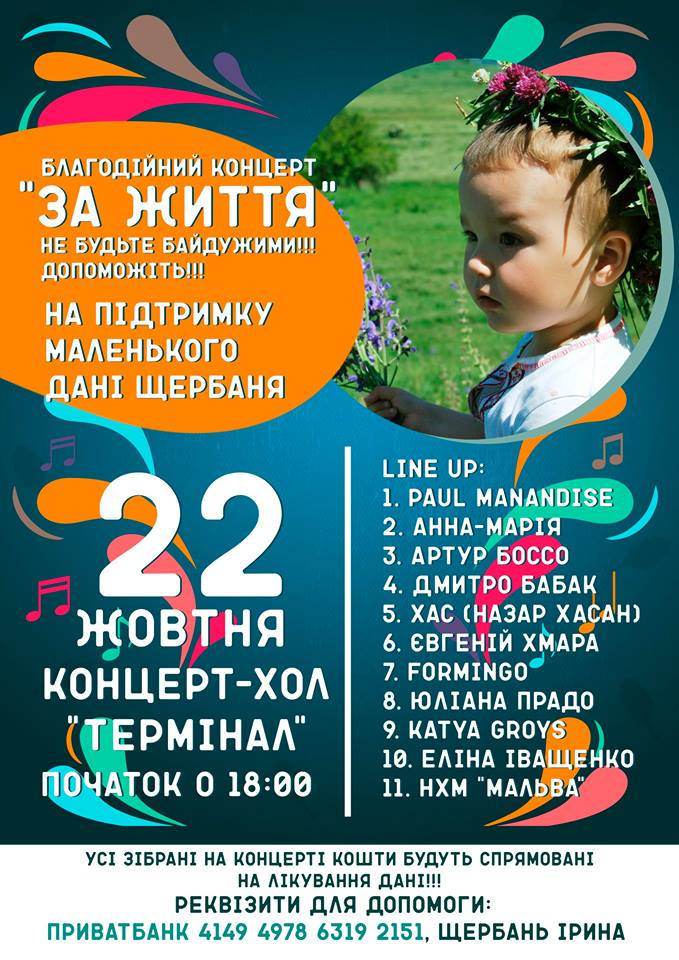 БЛАГОДІЙНИЙ КОНЦЕРТ
"ЗА ЖИТТЯ"
НЕ БУДЬТЕ БАЙДУЖИМИ!!!
ДОПОМОЖІТЬ!!!
НА ПІДТРИМКУ
МАЛЕНЬКОГО
ДАНІ ЩЕРБАНЯ
22
ЖОВТНЯ
КОНЦЕРТ-ХОЛ
"ТЕРМІНАЛ"
ПОЧАТОК О 18:00
LINE UP:
1. PAUL MANANDISE
2. АННА-МАРІЯ
3. АРТУР БОССО
4. ДМИТРО БАБАК
5. ХАС (НАЗАР ХАСАН)
6. ЄВГЕНІЙ ХМАРА
7. FORMINGO
8. ЮЛІАНА ПРАДО
9. KATYA GROYS
10. ЕЛІНА ІВАЩЕНКО
11. НХМ "МАЛЬВА"
УСІ ЗІБРАНІ НА КОНЦЕРТІ КОШТИ БУДУТЬ СПРЯМОВАНІ
НА ЛІКУВАННЯ ДАНІ!!!
РЕКВІЗИТИ ДЛЯ ДОПОМОГИ:
ПРИВАТБАНК 4149 4978 6319 2151, ЩЕРБАНЬ ІРИНА